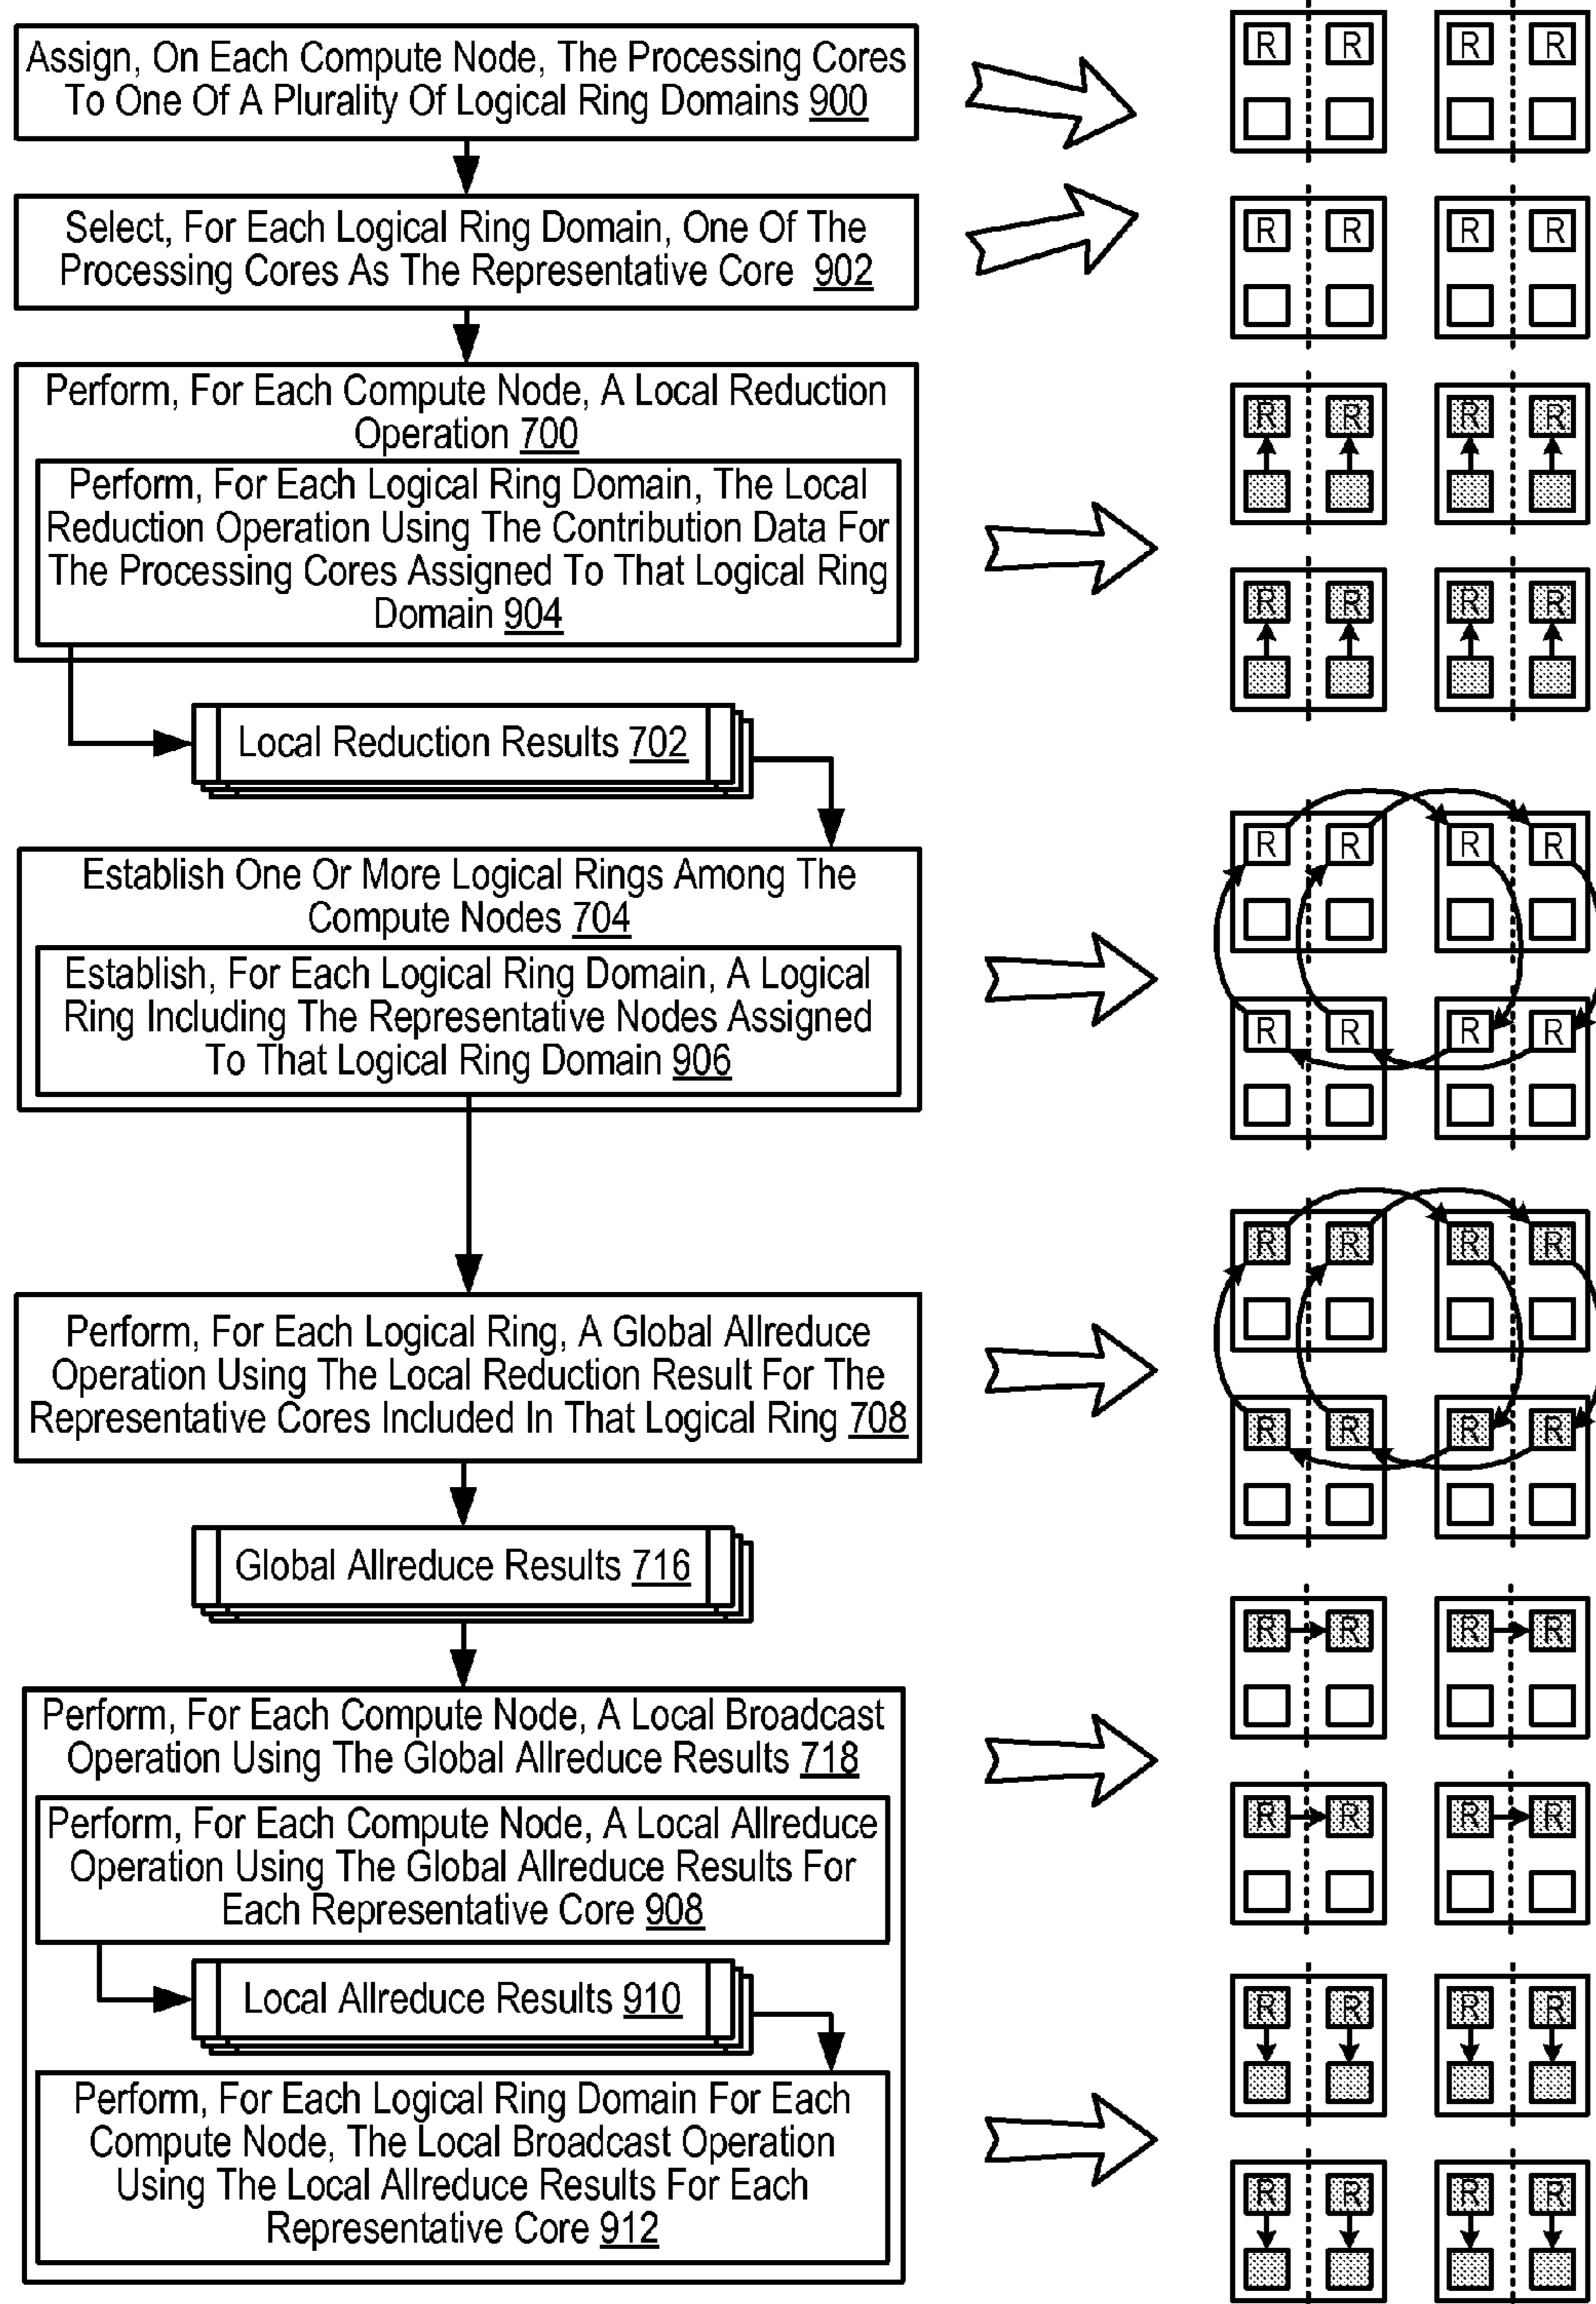 Assign, On Each Compute Node, The Processing Cores
To One Of A Plurality Of Logical Ring Domains 900
Select, For Each Logical Ring Domain, One Of The
Processing Cores As The Representative Core 902
Perform, For Each Compute Node, A Local Reduction
Operation 700
Perform, For Each Logical Ring Domain, The Local
Reduction Operation Using The Contribution Data For
The Processing Cores Assigned To That Logical Ring
Domain 904
Local Reduction Results 702
Establish One Or More Logical Rings Among The
Compute Nodes 704
Establish, For Each Logical Ring Domain, A Logical
Ring Including The Representative Nodes Assigned
To That Logical Ring Domain 906
Perform, For Each Logical Ring, A Global Allreduce
Operation Using The Local Reduction Result For The
Representative Cores Included In That Logical Ring 708
Global Allreduce Results 716
Perform, For Each Compute Node, A Local Broadcast
Operation Using The Global Allreduce Results 718
Perform, For Each Compute Node, A Local Allreduce
Operation Using The Global Allreduce Results For
Each Representative Core 908
Local Allreduce Results 910
Perform, For Each Logical Ring Domain For Each
Compute Node, The Local Broadcast Operation
Using The Local Allreduce Results For Each
Representative Core 912
R R R R
R R R R
R R R R
R R R R
R R R R
R R R R
R R R R
R R R R
R R R R
R R R R
R R R R
R R R R